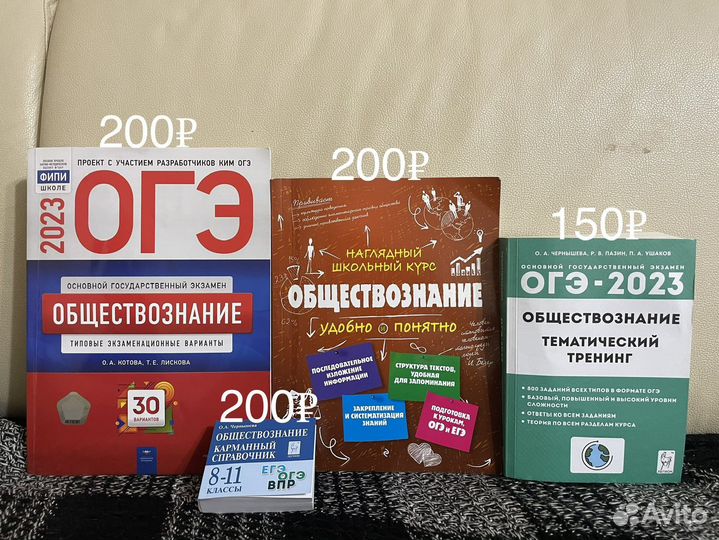 200₽
ПРОЕКТ С УЧАСТИЕМ РАЗРАБОТЧИКОВ КИМ ОГЭ
ФИПИ
ШКОЛЕ
2023
ОГЭ
ОСНОВНОЙ ГОСУДАРСТВЕННЫЙ ЭКЗАМЕН
ОБЩЕСТВОЗНАНИЕ
ТИПОВЫЕ ЭКЗАМЕНАЦИОННЫЕ ВАРИАНТЫ
О.А. КОТОВА, Т.Е. ЛИСКОВА
30
ВАРИАНТОВ
200₽
Развивает
НАГЛЯДНЫЙ
ШКОЛЬНЫЙ КУРС
ОБЩЕСТВОЗНАНИЕ
УДОБНО И ПОНЯТНО
ПОСЛЕДОВАТЕЛЬНОЕ
ИЗЛОЖЕНИЕ
ИНФОРМАЦИИ
СТРУКТУРА ТЕКСТОВ,
УДОБНАЯ
ДЛЯ ЗАПОМИНАНИЯ
ЗАКРЕПЛЕНИЕ
И СИСТЕМАТИЗАЦИЯ
ЗНАНИЙ
ПОДГОТОВКА
К УРОКАМ,
ОГЭ И ЕГЭ
М. Вебер
200₽
О.А. Чернышева
ОБЩЕСТВОЗНАНИЕ
КАРМАННЫЙ
СПРАВОЧНИК
8-11
КЛАССЫ
ЕГЭ
ОГЭ
ВПР
150₽
О. А. ЧЕРНЫШЕВА, Р. В. ПАЗИН, П. А. УШАКОВ
ОСНОВНОЙ ГОСУДАРСТВЕННЫЙ ЭКЗАМЕН
ОГЭ-2023
ОБЩЕСТВОЗНАНИЕ
ТЕМАТИЧЕСКИЙ
ТРЕНИНГ
800 ЗАДАНИЙ ВСЕХ ТИПОВ В ФОРМАТЕ ОГЭ
БАЗОВЫЙ, ПОВЫШЕННЫЙ И ВЫСОКИЙ УРОВНИ
СЛОЖНОСТИ
ОТВЕТЫ КО ВСЕМ ЗАДАНИЯМ
ТЕОРИЯ ПО ВСЕМ РАЗДЕЛАМ КУРСА
Avito